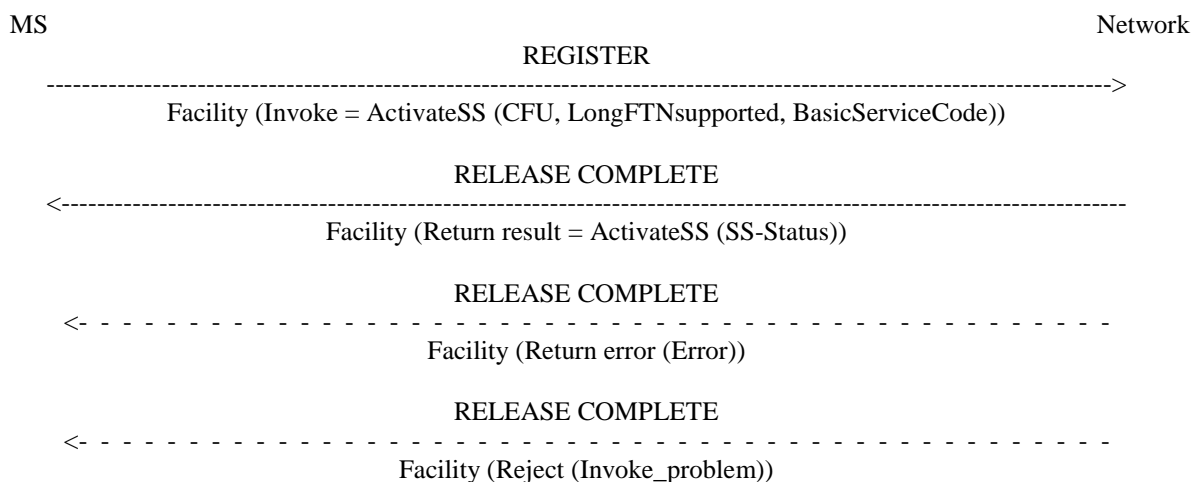 MS Network
REGISTER
Facility (Invoke = ActivateSS (CFU, LongFTNsupported, BasicServiceCode))
RELEASE COMPLETE
Facility (Return result = ActivateSS (SS-Status))
RELEASE COMPLETE
Facility (Return error (Error))
RELEASE COMPLETE
Facility (Reject (Invoke_problem))